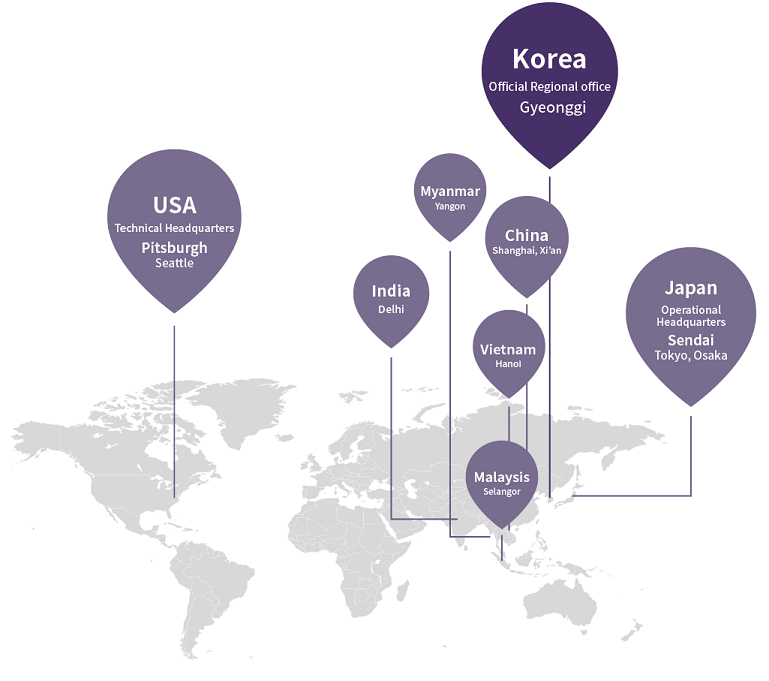 Korea
Official Regional office
Gyeonggi
USA
Technical Headquarters
Pitsburgh
Seattle
Myanmar
Yangon
China
Shanghai, Xi'an
India
Delhi
Japan
Operational
Headquarters
Sendai
Tokyo, Osaka
Vietnam
Hanoi
Malaysis
Selangor